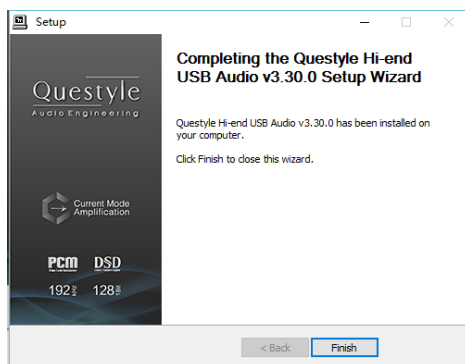 Setup
Completing the Questyle Hi-end
USB Audio v3.30.0 Setup Wizard
Questyle Hi-end USB Audio v3.30.0 has been installed on
your computer.
Click Finish to close this wizard.
Questyle
Audio Engineering
Current Mode
Amplification
PCM DSD
192 KHz 128
< Back Finish